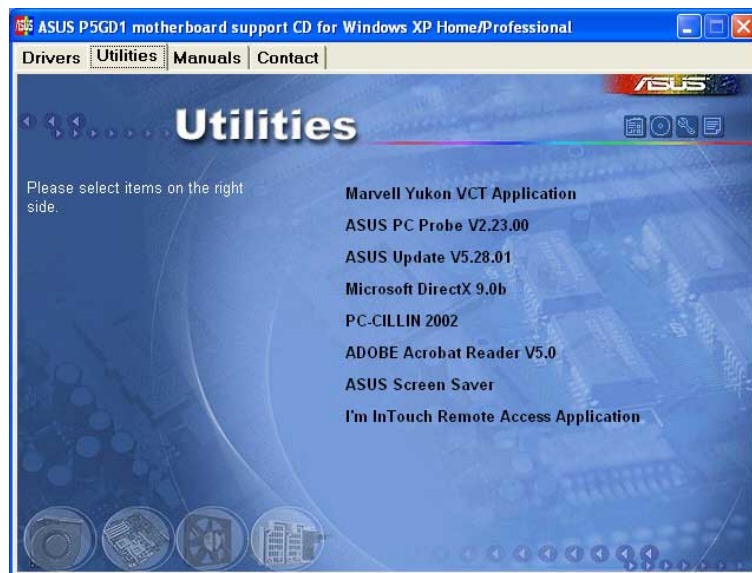 ASUS P5GD1 motherboard support CD for Windows XP Home/Professional
Drivers Utilities Manuals Contact
/SUS
Utilities
Please select items on the right
side.
Marvell Yukon VCT Application
ASUS PC Probe V2.23.00
ASUS Update V5.28.01
Microsoft DirectX 9.0b
PC-CILLIN 2002
ADOBE Acrobat Reader V5.0
ASUS Screen Saver
I'm InTouch Remote Access Application